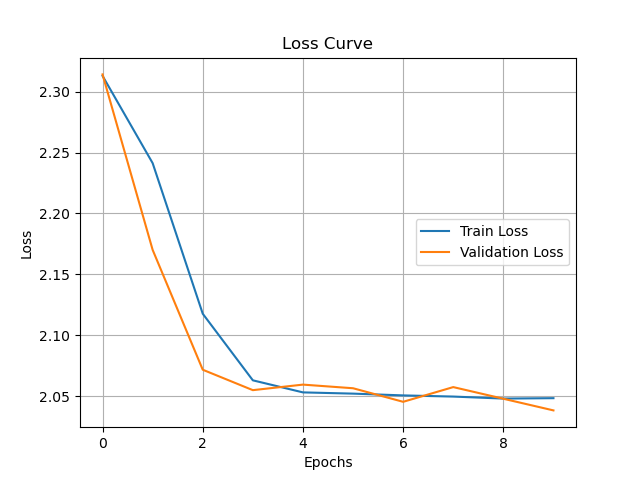 Loss Curve
2.30
2.25
2.20
2.15
2.10
2.05
Loss
Train Loss
Validation Loss
0 2 4 6 8
Epochs